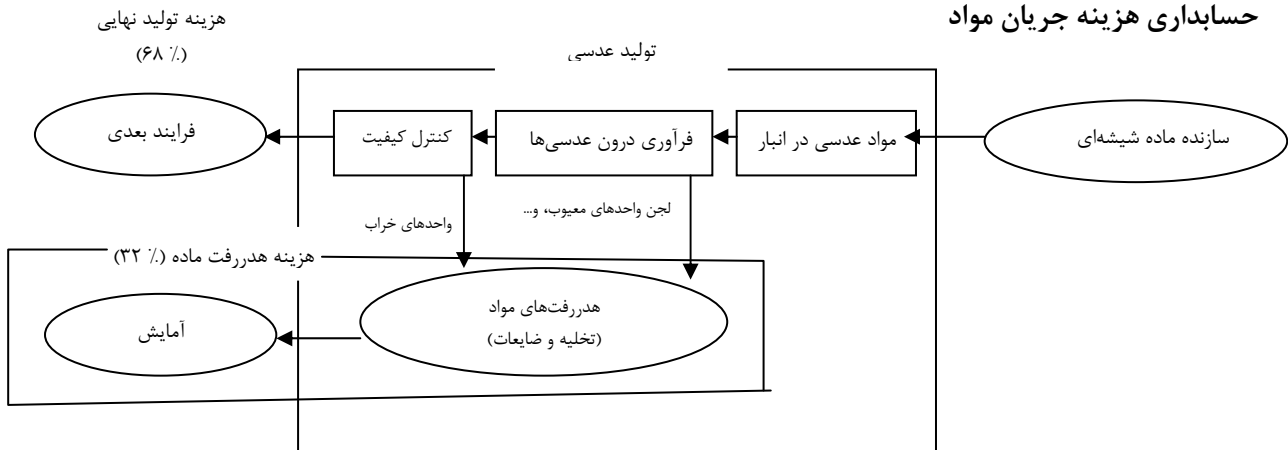 حسابداری هزینه جریان مواد
هزینه تولید نهایی
(٪ ۶۸)
تولید عدسی
سازنده ماده شیشه‌ای
مواد عدسی در انبار
فرآوری درون عدسی‌ها
کنترل کیفیت
فرایند بعدی
لجن واحدهای معیوب، و...
واحدهای خراب
هزینه هدررفت ماده (٪ ۳۲)
هدررفت‌های مواد
(تخلیه و ضایعات)
آمایش